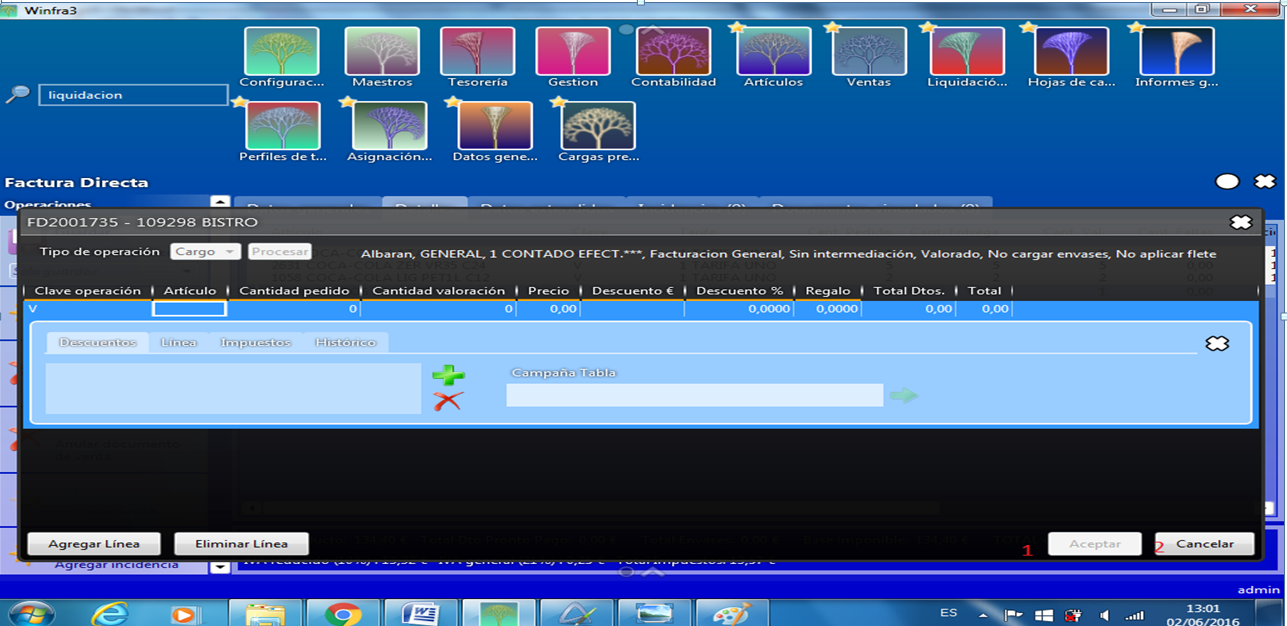 Winfra3
Configurac... Maestros Tesorería Gestion Contabilidad Artículos Ventas Liquidació... Hojas de ca... Informes g...
liquidacion
Perfiles de t... Asignación... Datos gene... Cargas pre...
Factura Directa
Operaciones
FD2001735 - 109298 BISTRO
Tipo de operación Cargo Procesar Albaran, GENERAL, 1 CONTADO EFECT.***, Facturacion General, Sin intermediación, Valorado, No cargar envases, No aplicar flete
Clave operación Artículo Cantidad pedido Cantidad valoración Precio Descuento € Descuento % Regalo Total Dtos. Total
V 0 0 0,00 0,0000 0,0000 0,00 0,00
Descuentos Línea Impuestos Histórico
Campaña Tabla
Agregar Línea Eliminar Línea 1 Aceptar 2 Cancelar
Agregar incidencia
admin
ES 13:01
02/06/2016